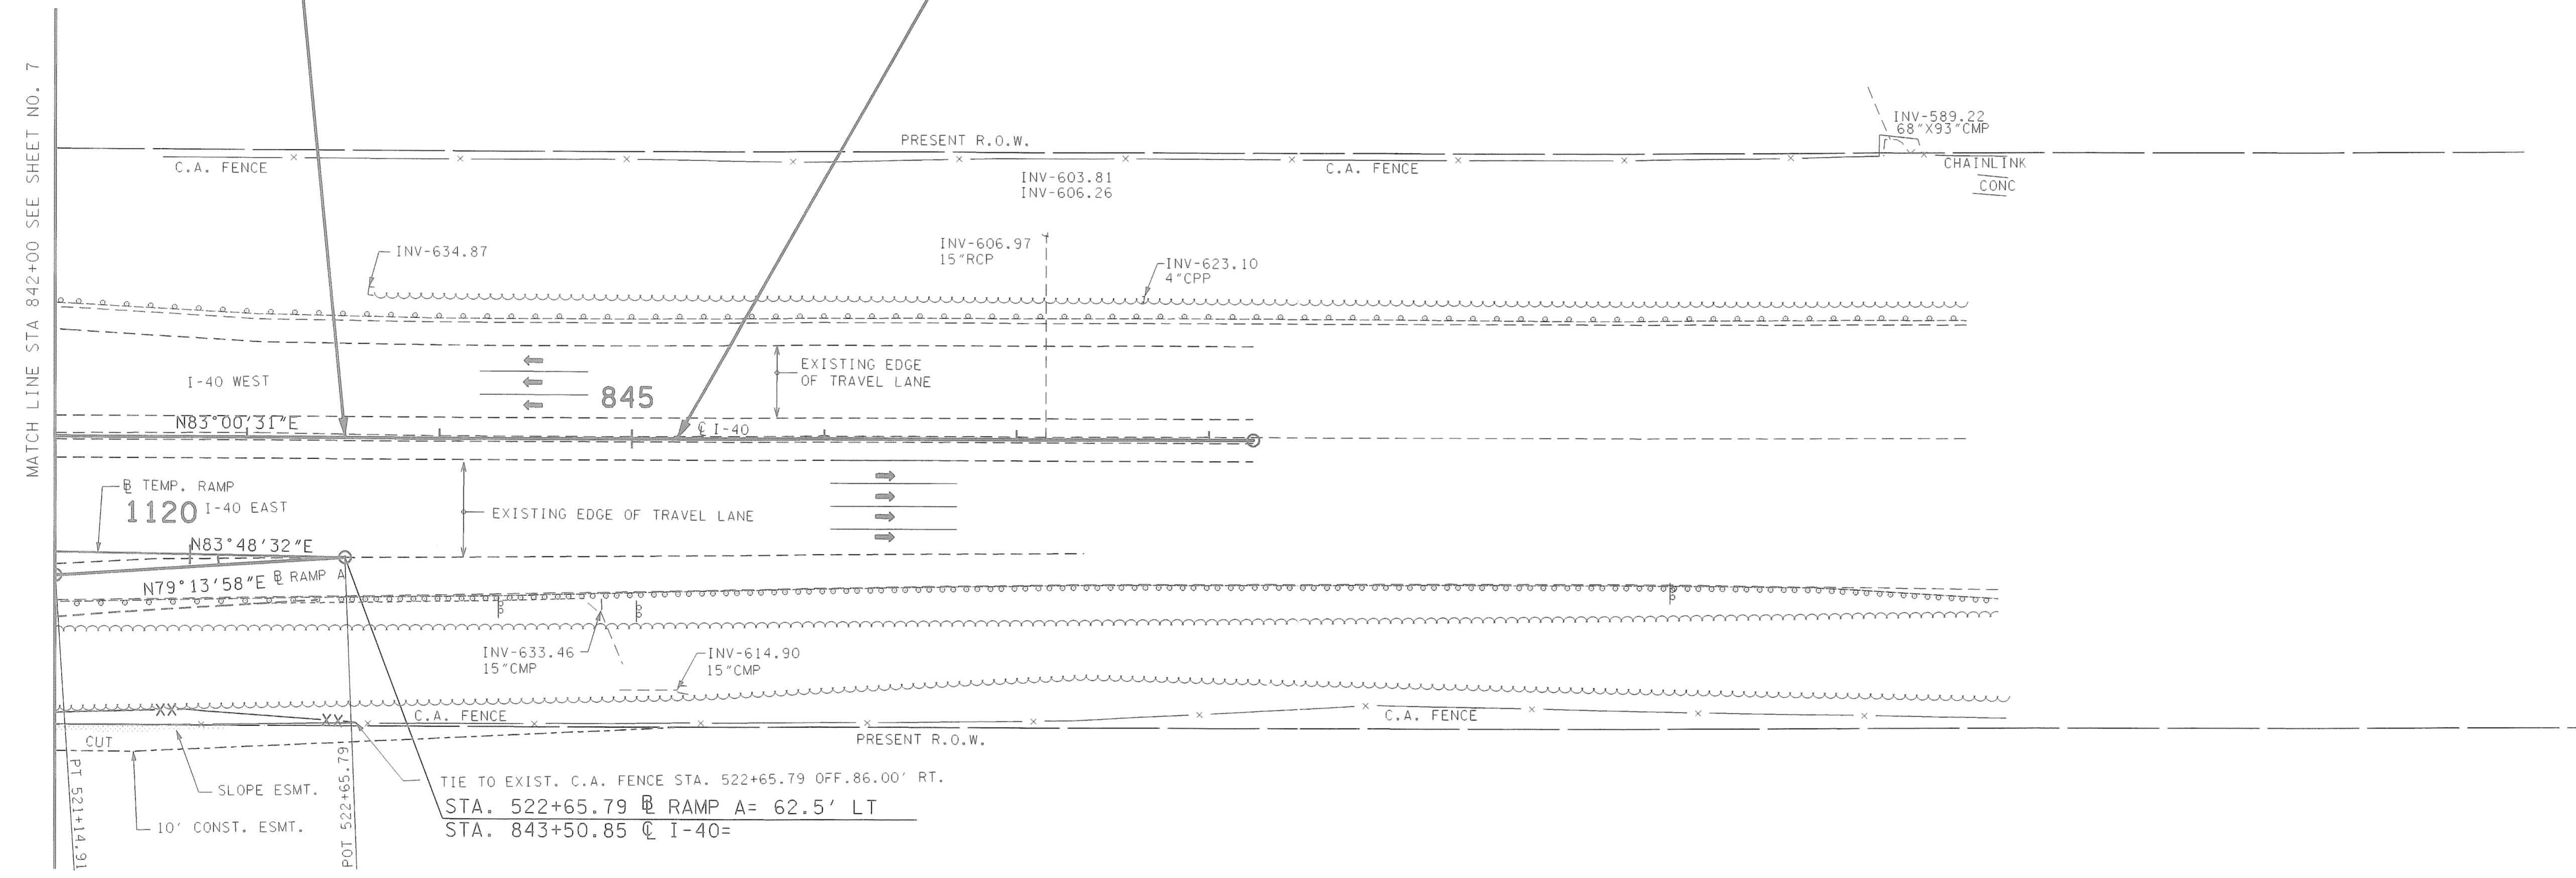 MATCH LINE STA 842+00 SEE SHEET NO. 7
PRESENT R.O.W.
C.A. FENCE
C.A. FENCE
INV-589.22
68"X93"CMP
CHAINLINK
CONC
INV-603.81
INV-606.26
INV-634.87
INV-606.97
15"RCP
INV-623.10
4"CPP
I-40 WEST
845
EXISTING EDGE
OF TRAVEL LANE
N83°00'31"E
℄ I-40
B̲L TEMP. RAMP
1120
I-40 EAST
EXISTING EDGE OF TRAVEL LANE
N83°48'32"E
N79°13'58"E
BL RAMP A
INV-633.46
15"CMP
INV-614.90
15"CMP
C.A. FENCE
C.A. FENCE
CUT
PRESENT R.O.W.
PT 521+14.91
POT 522+65.79
SLOPE ESMT.
10' CONST. ESMT.
TIE TO EXIST. C.A. FENCE STA. 522+65.79 OFF.86.00' RT.
STA. 522+65.79 BL RAMP A= 62.5' LT
STA. 843+50.85 ℄ I-40=